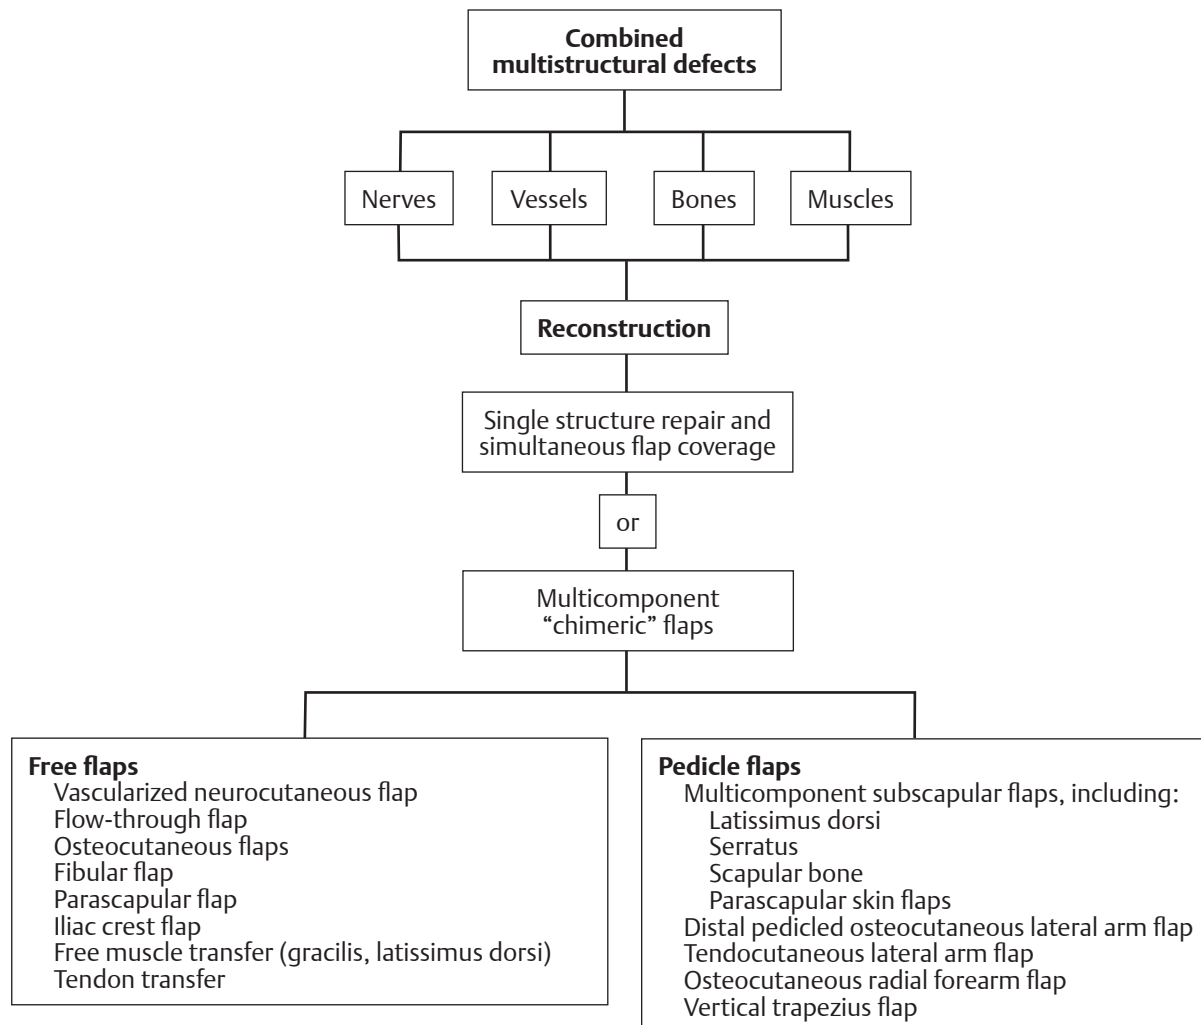 Combined
multistructural defects
Nerves
Vessels
Bones
Muscles
Reconstruction
Single structure repair and
simultaneous flap coverage
or
Multicomponent
“chimeric” flaps
Free flaps
Vascularized neurocutaneous flap
Flow-through flap
Osteocutaneous flaps
Fibular flap
Parascapular flap
Iliac crest flap
Free muscle transfer (gracilis, latissimus dorsi)
Tendon transfer
Pedicle flaps
Multicomponent subscapular flaps, including:
Latissimus dorsi
Serratus
Scapular bone
Parascapular skin flaps
Distal pedicled osteocutaneous lateral arm flap
Tendocutaneous lateral arm flap
Osteocutaneous radial forearm flap
Vertical trapezius flap